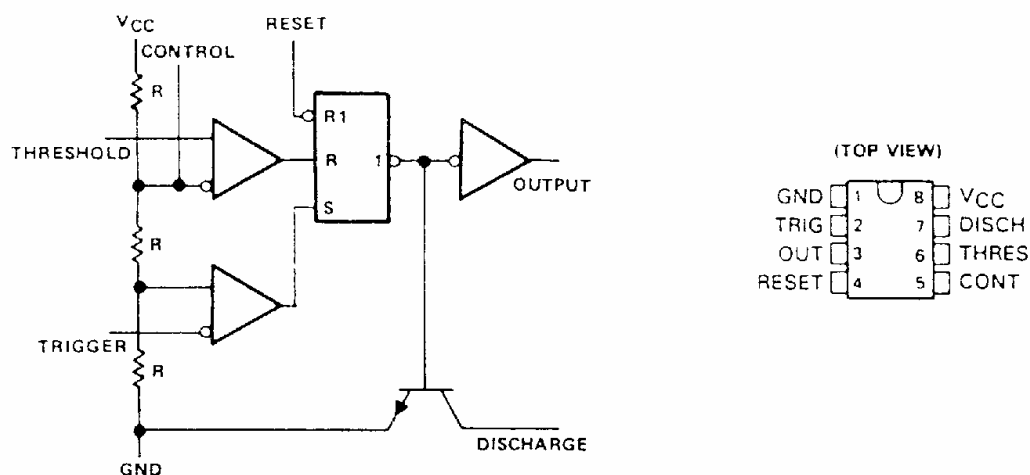 VCC
CONTROL
RESET
R
R1
THRESHOLD
R
1
OUTPUT
S
R
TRIGGER
R
DISCHARGE
GND
(TOP VIEW)
GND 1 8 VCC
TRIG 2 7 DISCH
OUT 3 6 THRES
RESET 4 5 CONT